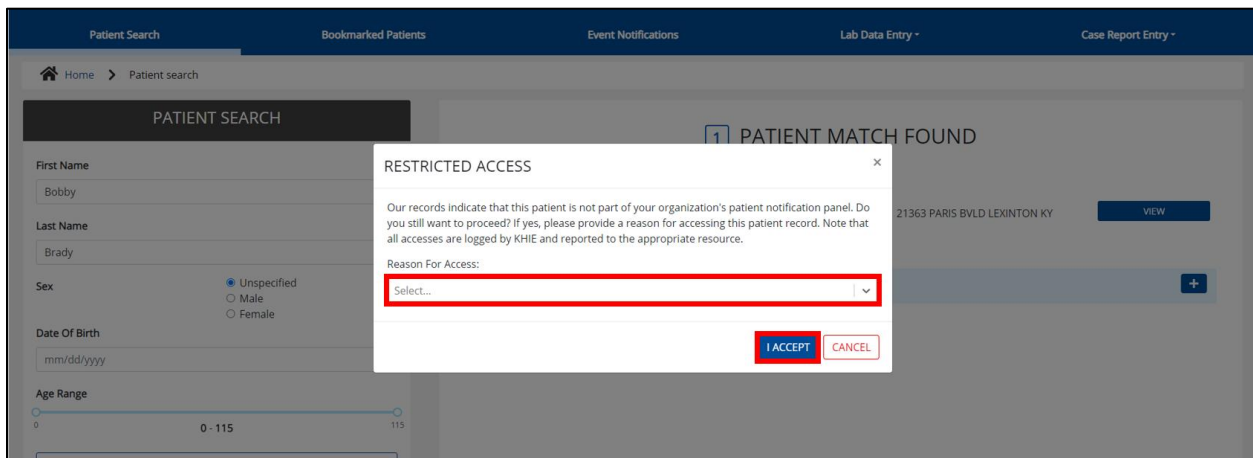 Patient Search Bookmarked Patients Event Notifications Lab Data Entry Case Report Entry
Home > Patient search
PATIENT SEARCH
First Name
Bobby
Last Name
Brady
Sex
Unspecified
Male
Female
Date Of Birth
mm/dd/yyyy
Age Range
0
0 - 115
115
1 PATIENT MATCH FOUND
21363 PARIS BVLD LEXINTON KY VIEW
+
RESTRICTED ACCESS ×
Our records indicate that this patient is not part of your organization's patient notification panel. Do
you still want to proceed? If yes, please provide a reason for accessing this patient record. Note that
all accesses are logged by KHIE and reported to the appropriate resource.
Reason For Access:
Select...
I ACCEPT CANCEL